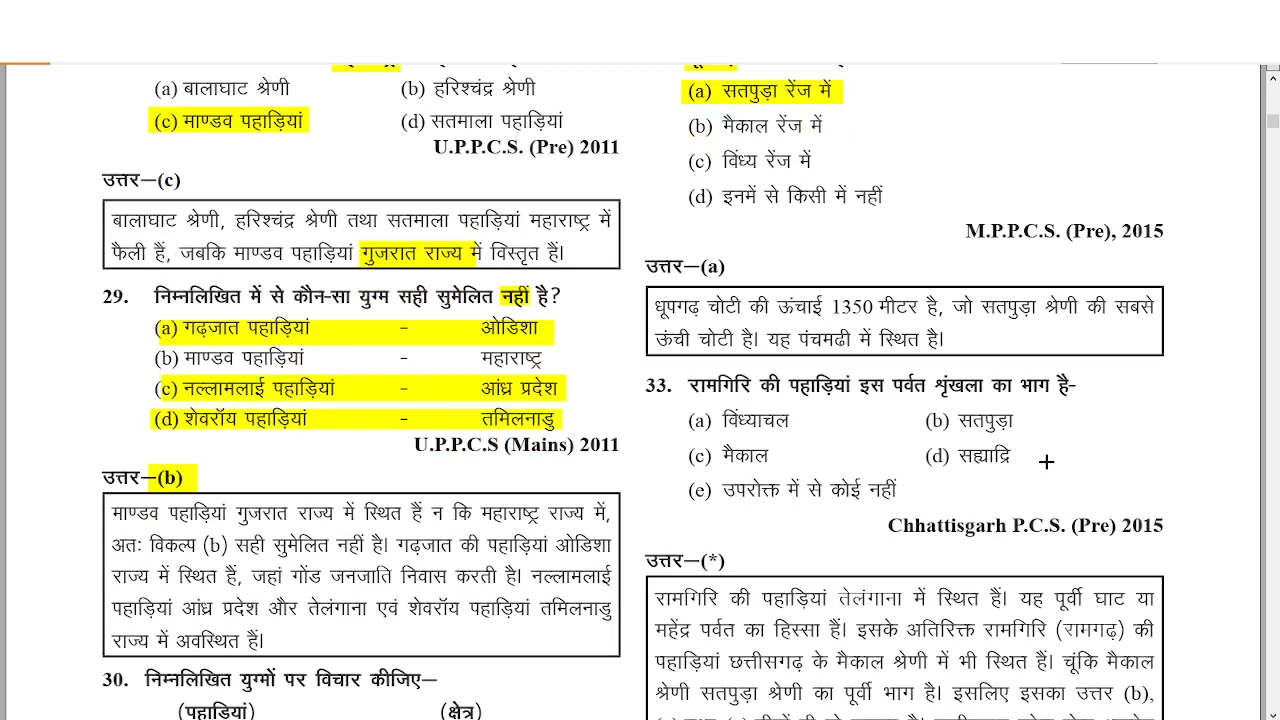 (a) बालाघाट श्रेणी (b) हरिश्चंद्र श्रेणी
(c) माण्डव पहाड़ियां (d) सतमाला पहाड़ियां
U.P.P.C.S. (Pre) 2011
उत्तर—(c)
बालाघाट श्रेणी, हरिश्चंद्र श्रेणी तथा सतमाला पहाड़ियां महाराष्ट्र में
फैली हैं, जबकि माण्डव पहाड़ियां गुजरात राज्य में विस्तृत हैं।
29. निम्नलिखित में से कौन-सा युग्म सही सुमेलित नहीं है?
(a) गढ़जात पहाड़ियां - ओडिशा
(b) माण्डव पहाड़ियां - महाराष्ट्र
(c) नल्लामलाई पहाड़ियां - आंध्र प्रदेश
(d) शेवरॉय पहाड़ियां - तमिलनाडु
U.P.P.C.S (Mains) 2011
उत्तर—(b)
माण्डव पहाड़ियां गुजरात राज्य में स्थित हैं न कि महाराष्ट्र राज्य में,
अतः विकल्प (b) सही सुमेलित नहीं है। गढ़जात की पहाड़ियां ओडिशा
राज्य में स्थित हैं, जहां गोंड जनजाति निवास करती है। नल्लामलाई
पहाड़ियां आंध्र प्रदेश और तेलंगाना एवं शेवरॉय पहाड़ियां तमिलनाडु
राज्य में अवस्थित हैं।
30. निम्नलिखित युग्मों पर विचार कीजिए—
(पहाड़ियां) (क्षेत्र)
(a) सतपुड़ा रेंज में
(b) मैकाल रेंज में
(c) विंध्य रेंज में
(d) इनमें से किसी में नहीं
M.P.P.C.S. (Pre), 2015
उत्तर—(a)
धूपगढ़ चोटी की ऊंचाई 1350 मीटर है, जो सतपुड़ा श्रेणी की सबसे
ऊंची चोटी है। यह पंचमढी में स्थित है।
33. रामगिरि की पहाड़ियां इस पर्वत शृंखला का भाग है-
(a) विंध्याचल (b) सतपुड़ा
(c) मैकाल (d) सह्याद्रि
(e) उपरोक्त में से कोई नहीं
Chhattisgarh P.C.S. (Pre) 2015
उत्तर—(*)
रामगिरि की पहाड़ियां तेलंगाना में स्थित हैं। यह पूर्वी घाट या
महेंद्र पर्वत का हिस्सा हैं। इसके अतिरिक्त रामगिरि (रामगढ़) की
पहाड़ियां छत्तीसगढ़ के मैकाल श्रेणी में भी स्थित हैं। चूंकि मैकाल
श्रेणी सतपुड़ा श्रेणी का पूर्वी भाग है। इसलिए इसका उत्तर (b),